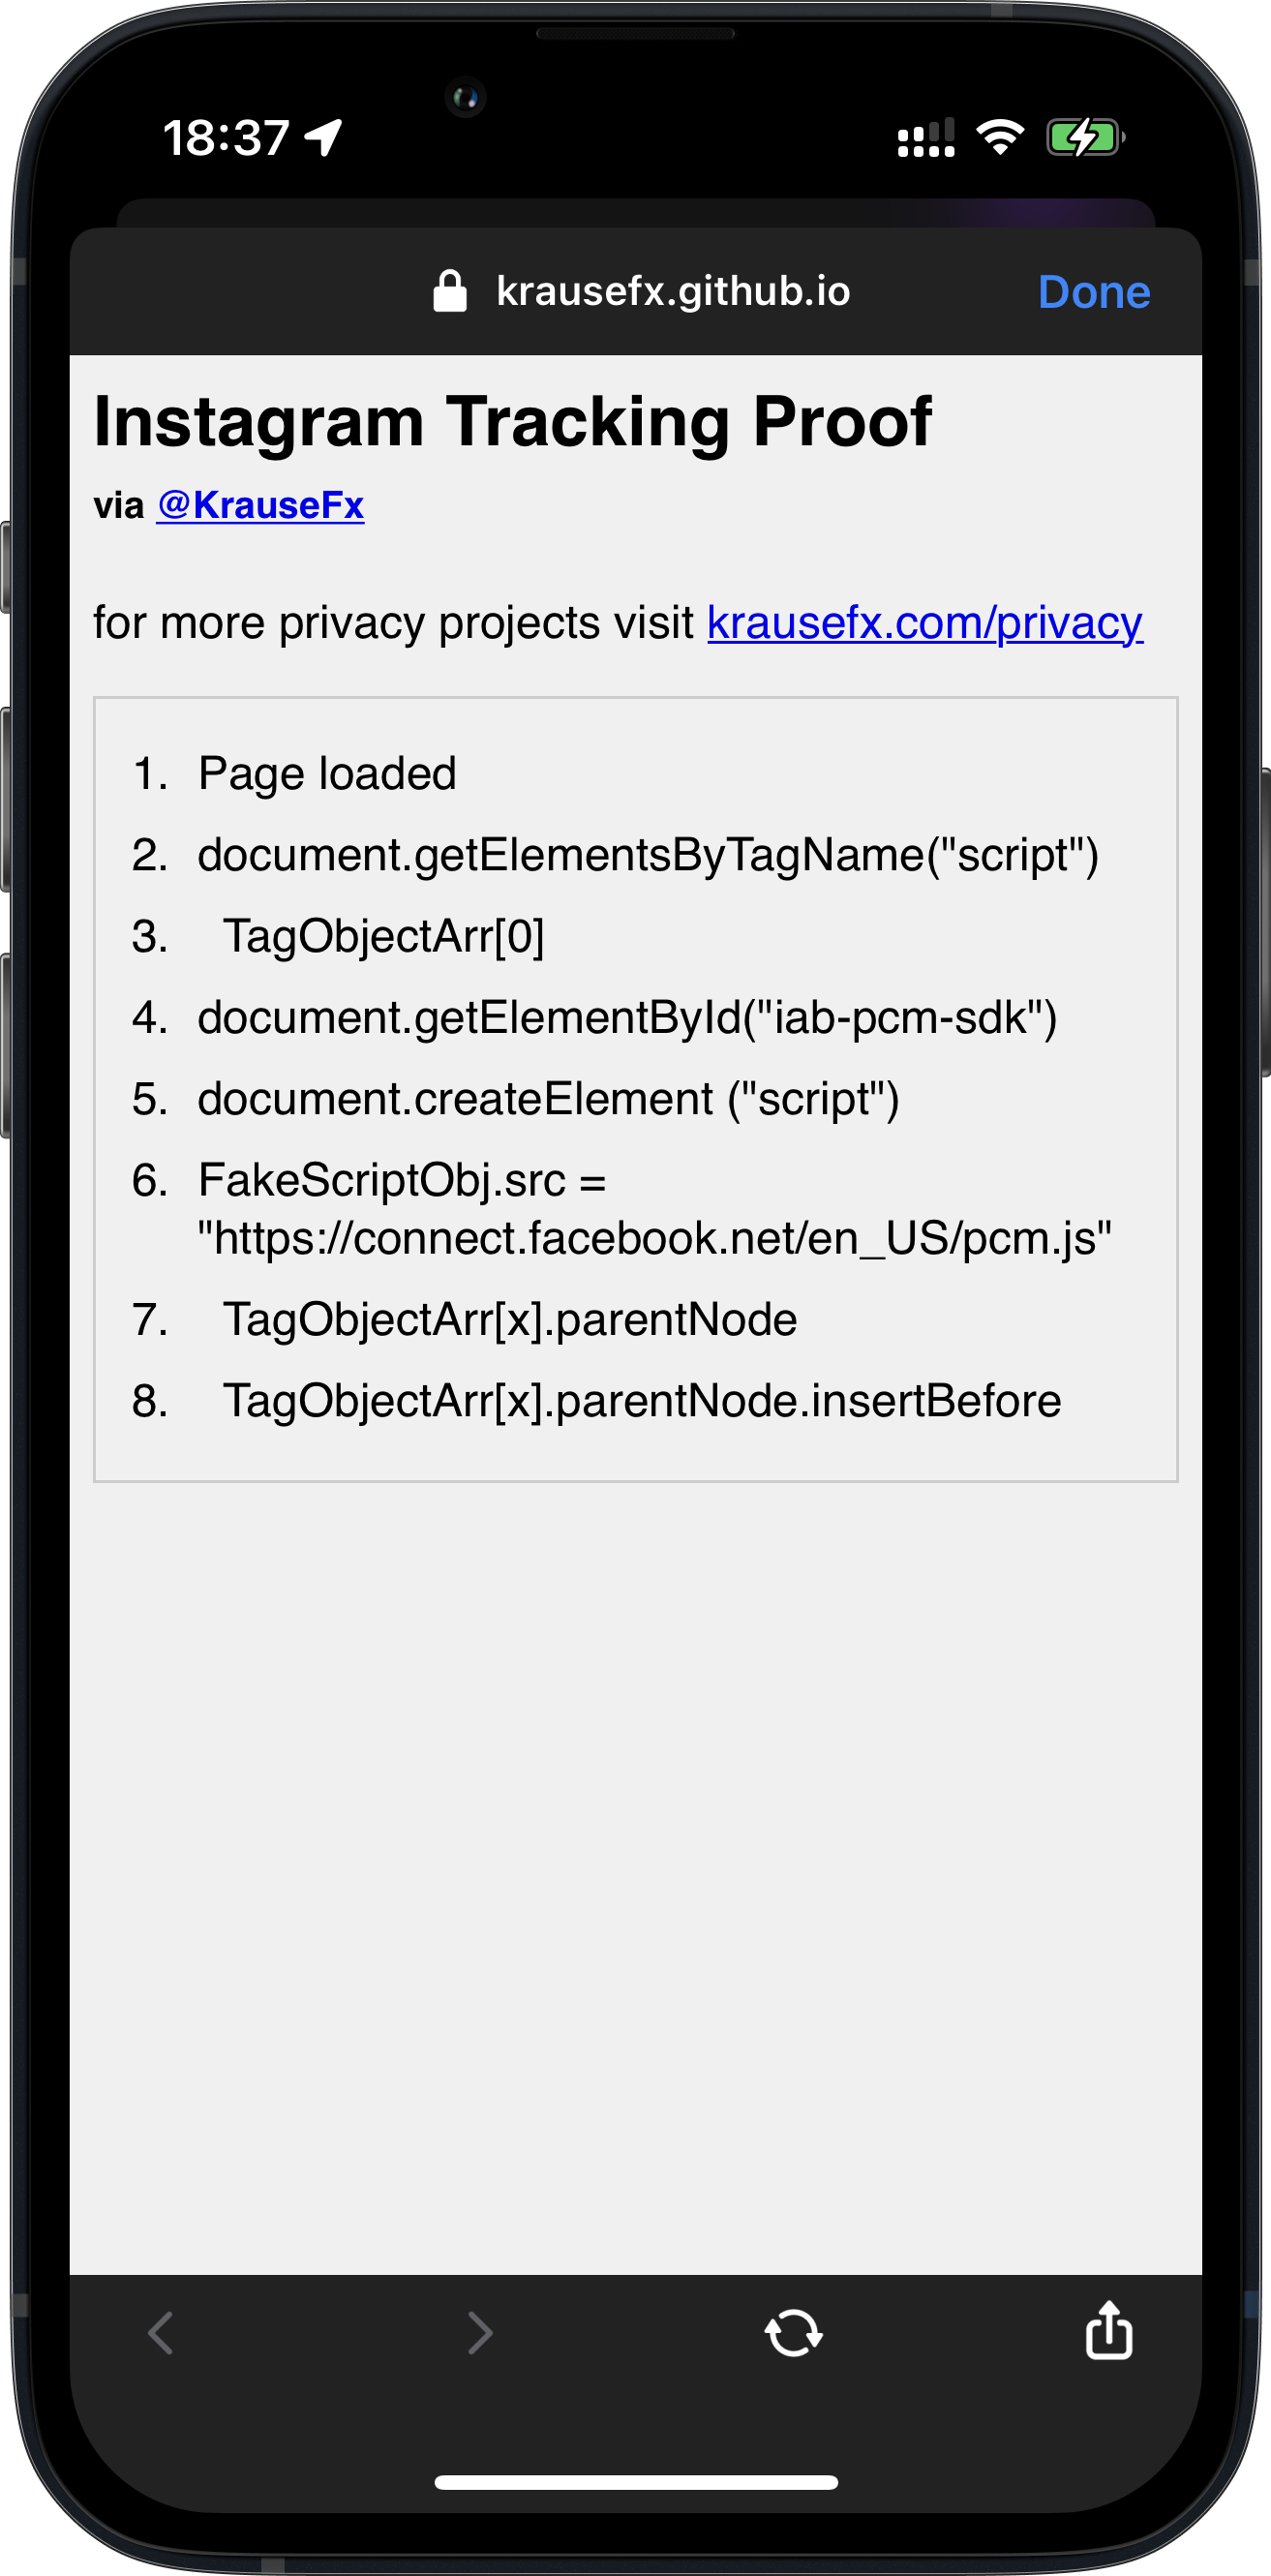 18:37
krausefx.github.io Done
Instagram Tracking Proof
via @KrauseFx
for more privacy projects visit krausefx.com/privacy
1. Page loaded
2. document.getElementsByTagName("script")
3. TagObjectArr[0]
4. document.getElementById("iab-pcm-sdk")
5. document.createElement ("script")
6. FakeScriptObj.src =
"https://connect.facebook.net/en_US/pcm.js"
7. TagObjectArr[x].parentNode
8. TagObjectArr[x].parentNode.insertBefore